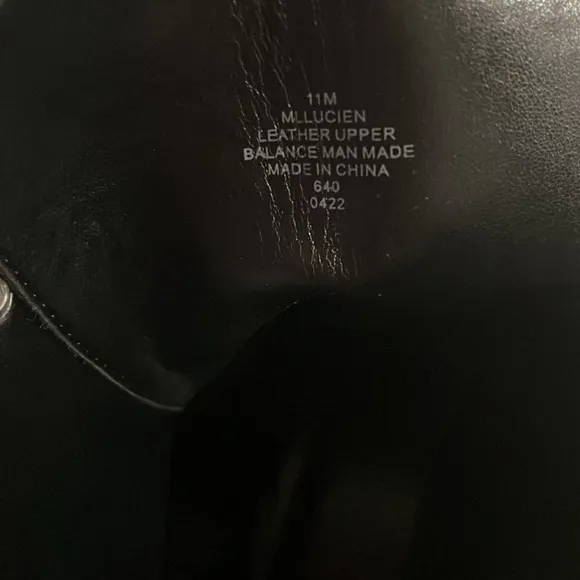 11M
MLLUCIEN
LEATHER UPPER
BALANCE MAN MADE
MADE IN CHINA
640
0422